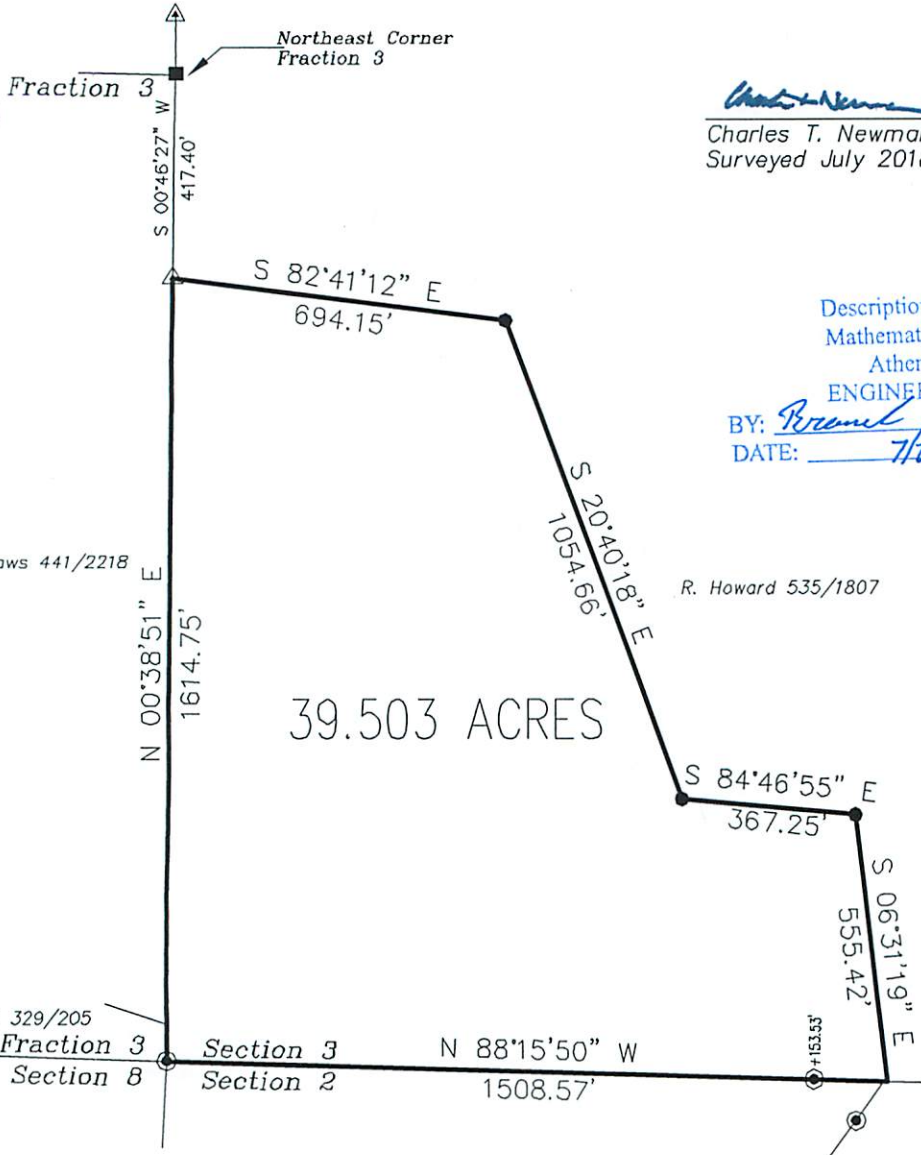 Northeast Corner
Fraction 3
Fraction 3
S 00°46'27" W
417.40'
Charles T. Newma
Surveyed July 201
S 82°41'12" E
694.15'
Description
Mathemat
Ather
ENGINEE
BY:
DATE: 7/
S 20°40'18" E
1054.66'
aws 441/2218
R. Howard 535/1807
N 00°38'51" E
1614.75'
39.503 ACRES
S 84°46'55" E
367.25'
S 06°31'19" E
555.42'
329/205
Fraction 3
Section 3
Section 8
Section 2
N 88°15'50" W
1508.57'
+153.53'